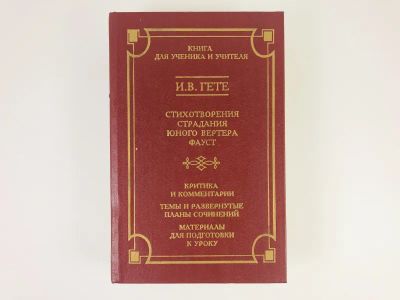 КНИГА
ДЛЯ УЧЕНИКА И УЧИТЕЛЯ
И.В. ГЕТЕ
СТИХОТВОРЕНИЯ
СТРАДАНИЯ
ЮНОГО ВЕРТЕРА
ФАУСТ
КРИТИКА
И КОММЕНТАРИИ
ТЕМЫ И РАЗВЕРНУТЫЕ
ПЛАНЫ СОЧИНЕНИЙ
МАТЕРИАЛЫ
ДЛЯ ПОДГОТОВКИ
К УРОКУ